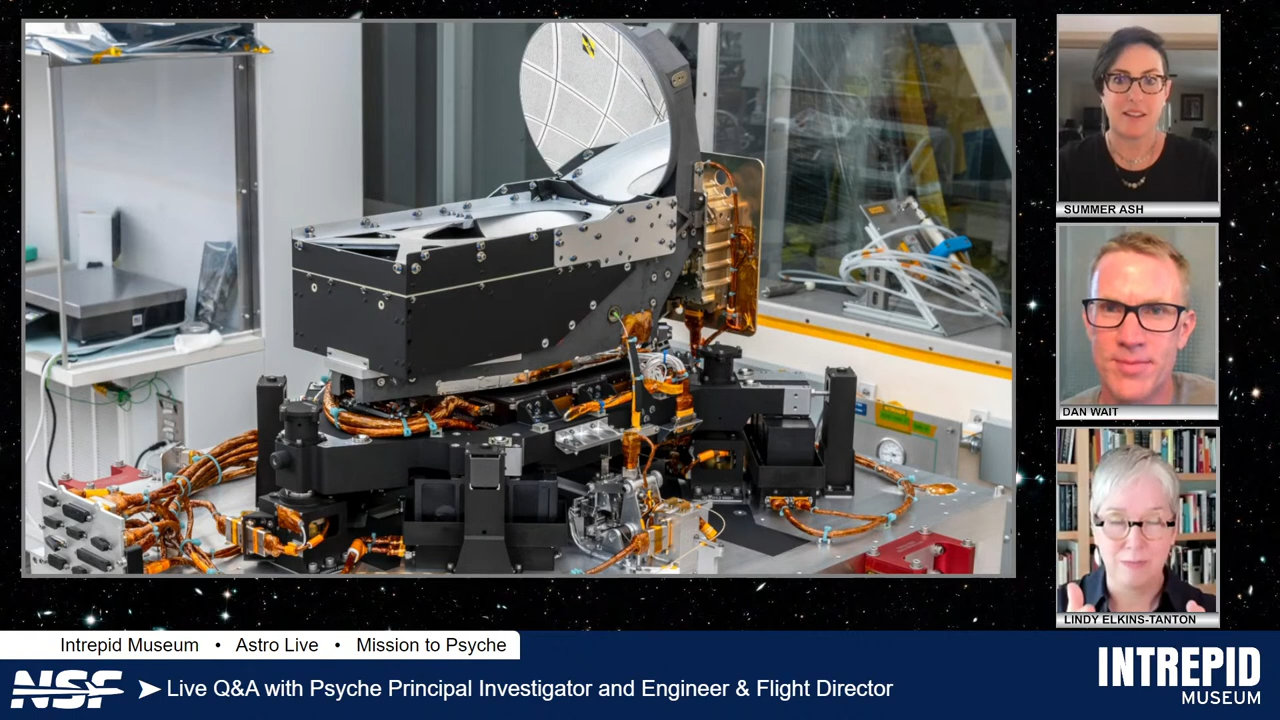 SUMMER ASH
DAN WAIT
LINDY ELKINS-TANTON
Intrepid Museum • Astro Live • Mission to Psyche
NSF
Live Q&A with Psyche Principal Investigator and Engineer & Flight Director
INTREPID
MUSEUM